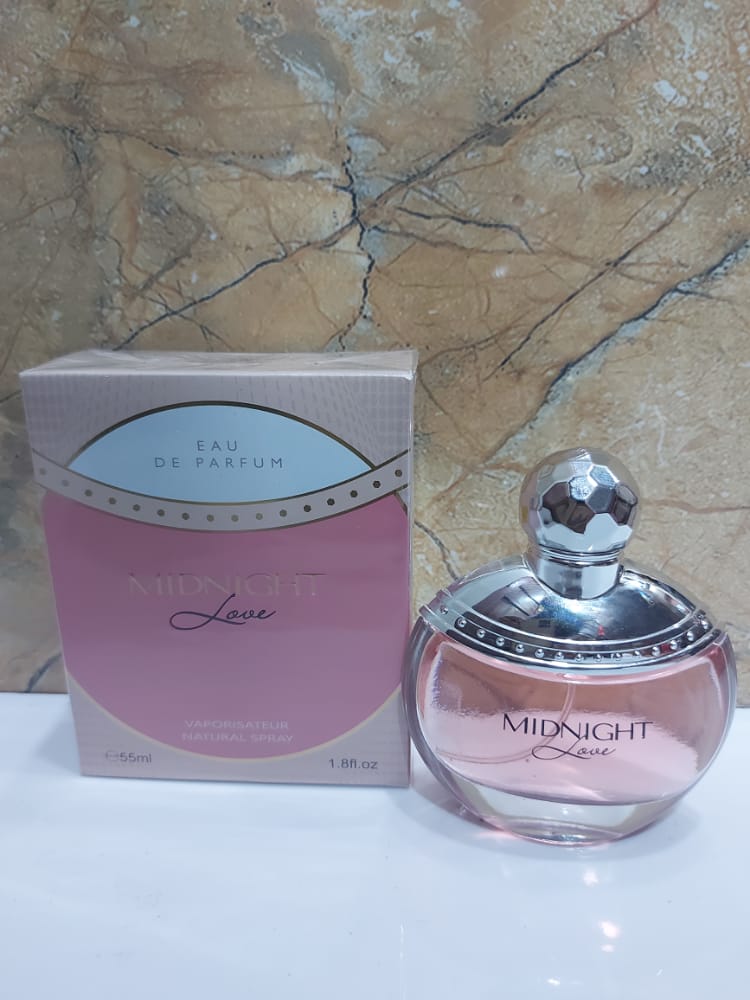 EAU
DE PARFUM
MIDNIGHT
Love
VAPORISATEUR
NATURAL SPRAY
℮55ml
1.8fl.oz
MIDNIGHT
Love